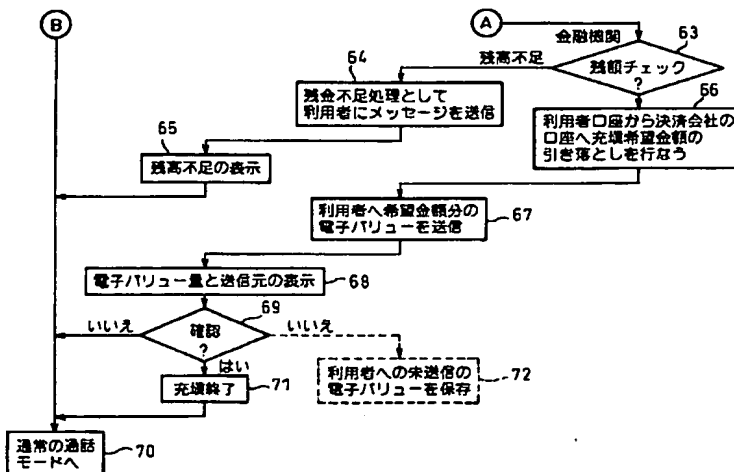 B
A
金融機関
63
残高不足
残額チェック
?
64
残金不足処理として
利用者にメッセージを送信
66
利用者口座から決済会社の
口座へ充填希望金額の
引き落としを行なう
65
残高不足の表示
利用者へ希望金額分の
電子バリューを送信
67
電子バリュー量と送信元の表示
68
69
いいえ
確認
?
いいえ
はい
充填終了
71
利用者への未送信の
電子バリューを保存
72
通常の通話
モードへ
70